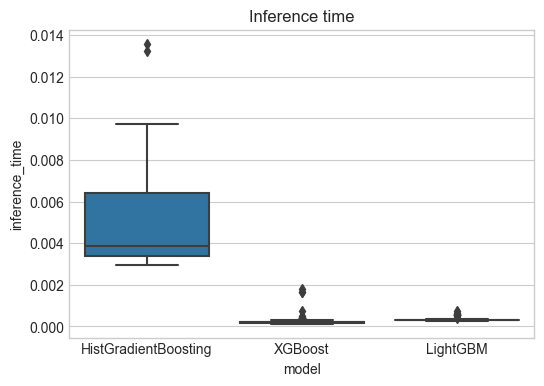 Inference time
0.014
0.012
0.010
0.008
0.006
0.004
0.002
0.000
inference_time
HistGradientBoosting
XGBoost
LightGBM
model